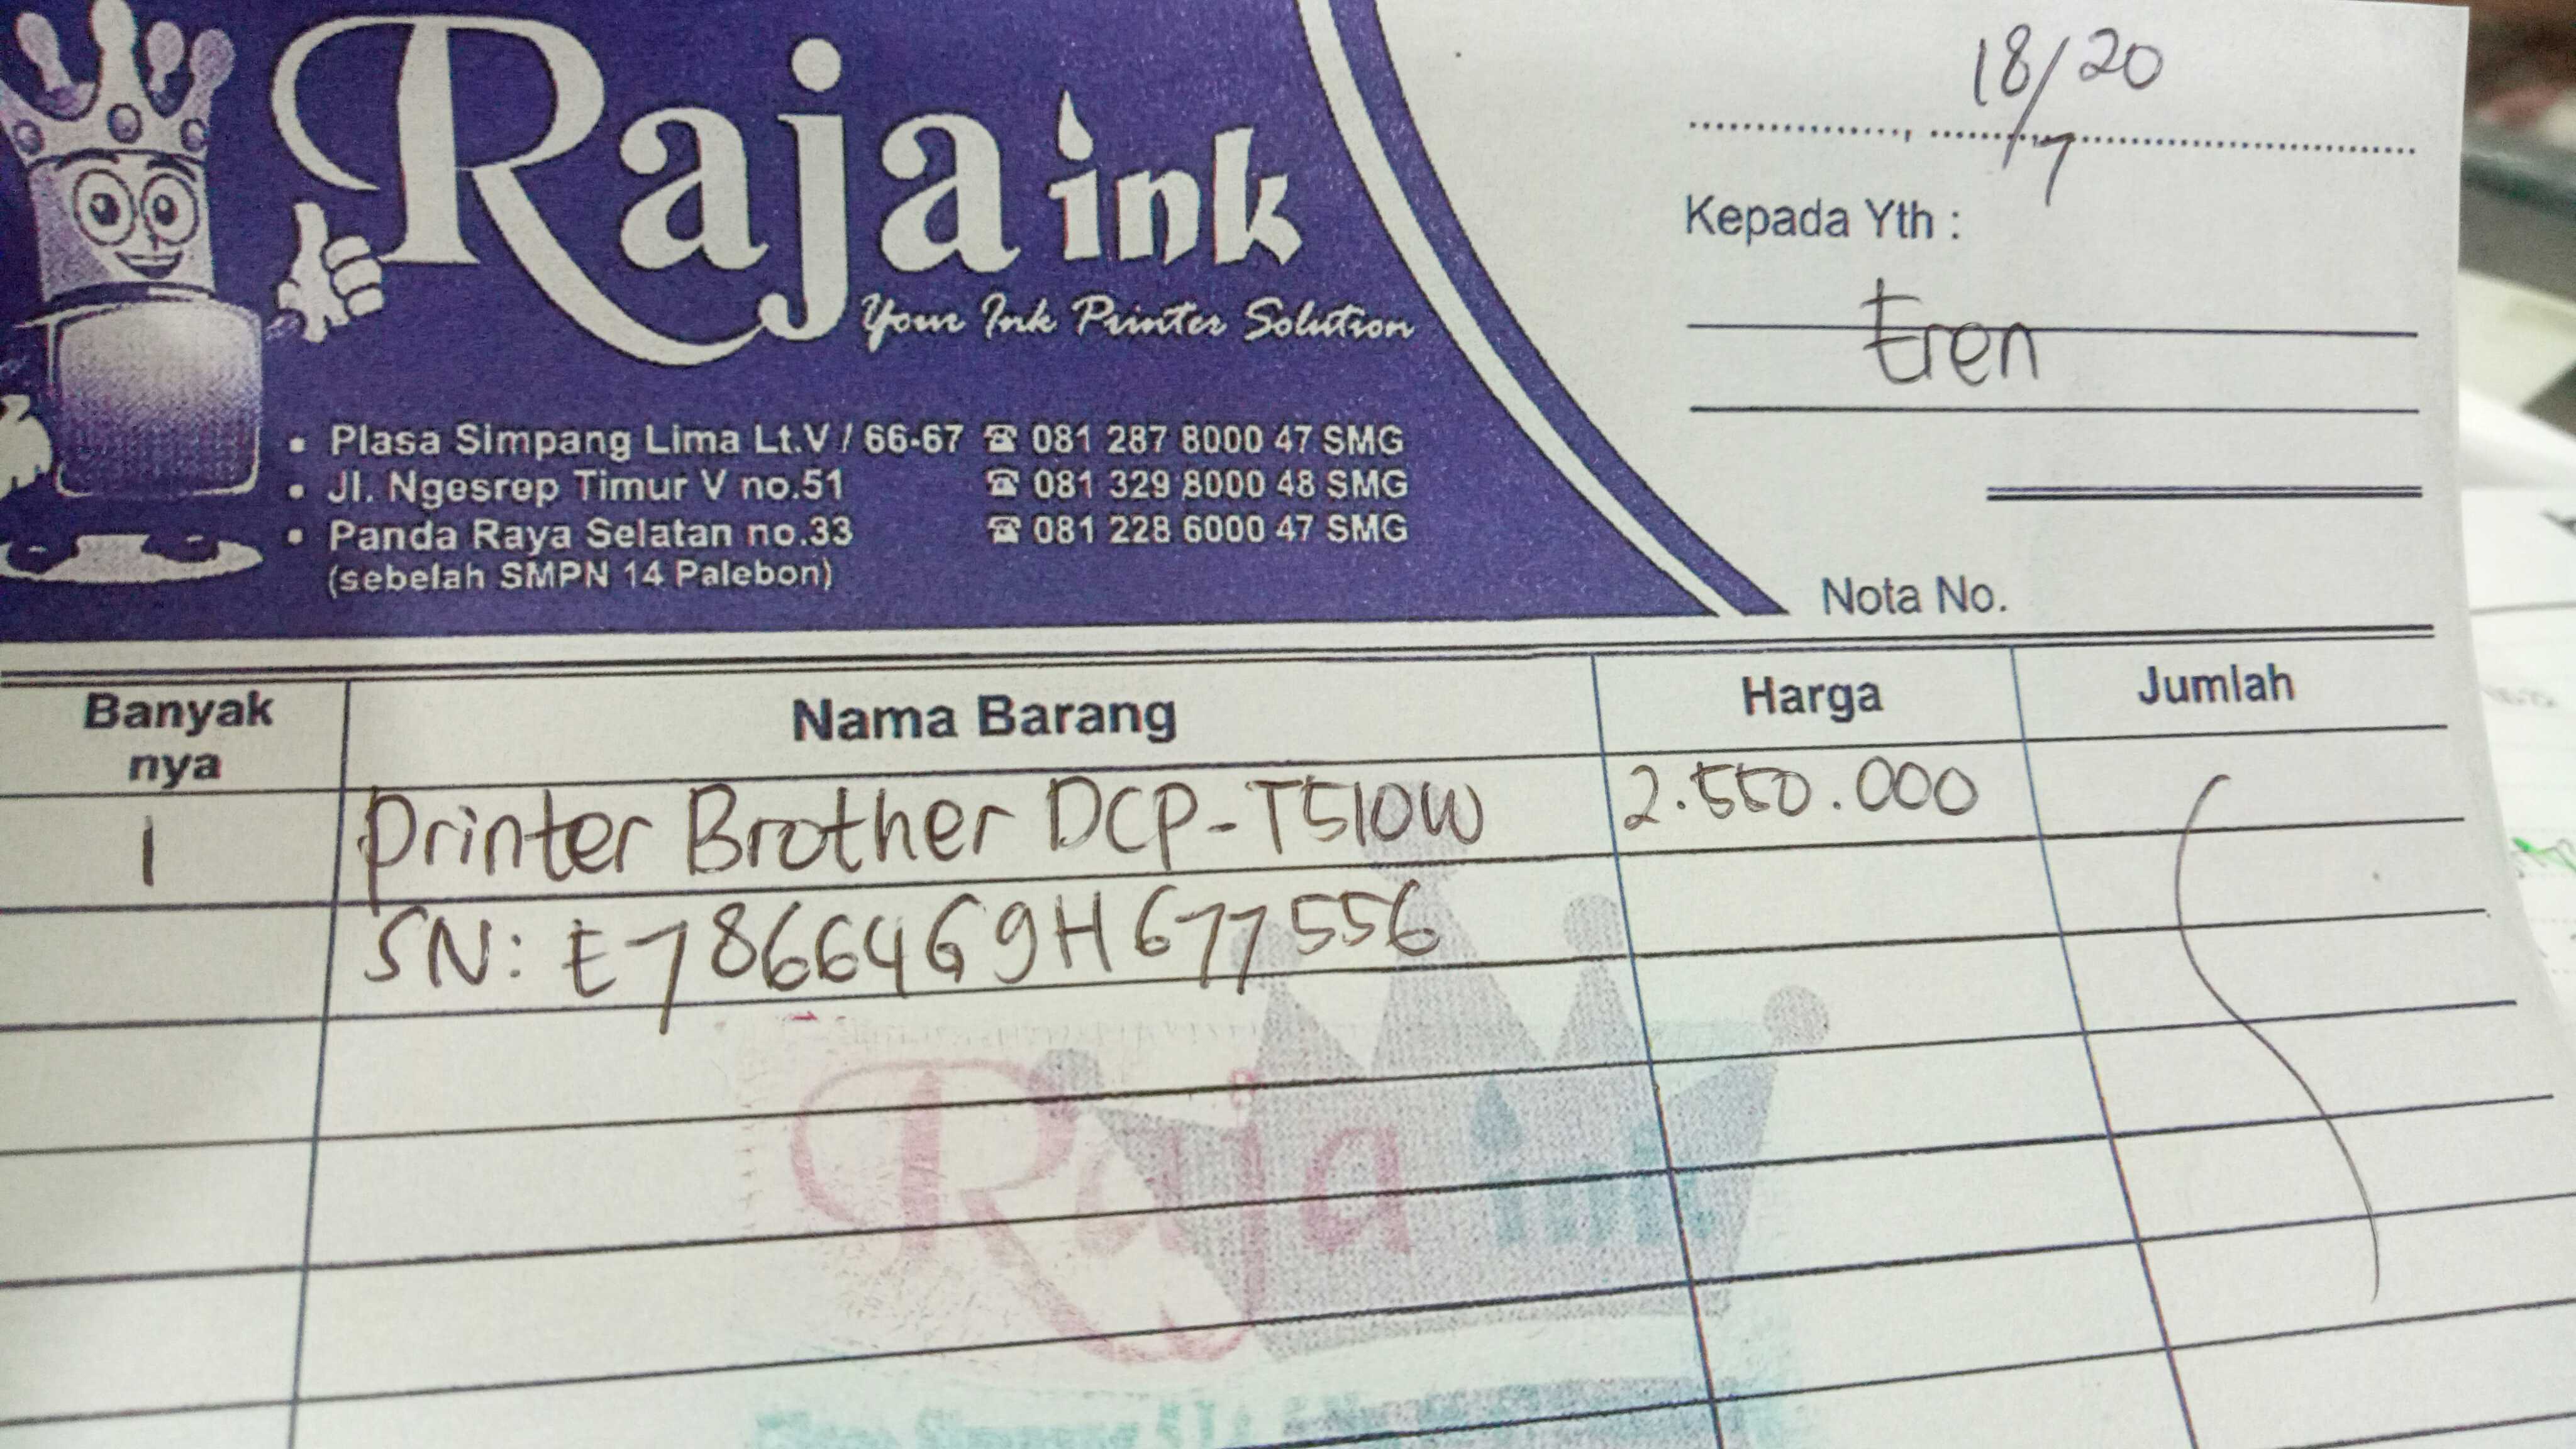 Raja ink
Your Ink Printer Solution
• Plasa Simpang Lima Lt.V / 66-67 ☎ 081 287 8000 47 SMG
• Jl. Ngesrep Timur V no.51 ☎ 081 329 8000 48 SMG
• Panda Raya Selatan no.33 ☎ 081 228 6000 47 SMG
(sebelah SMPN 14 Palebon)
18/7 20
Kepada Yth :
Eren
Nota No.
Banyak nya Nama Barang Harga Jumlah
1 Printer Brother DCP-T510W 2.550.000
SN: E78664G9H677556
Raja ink